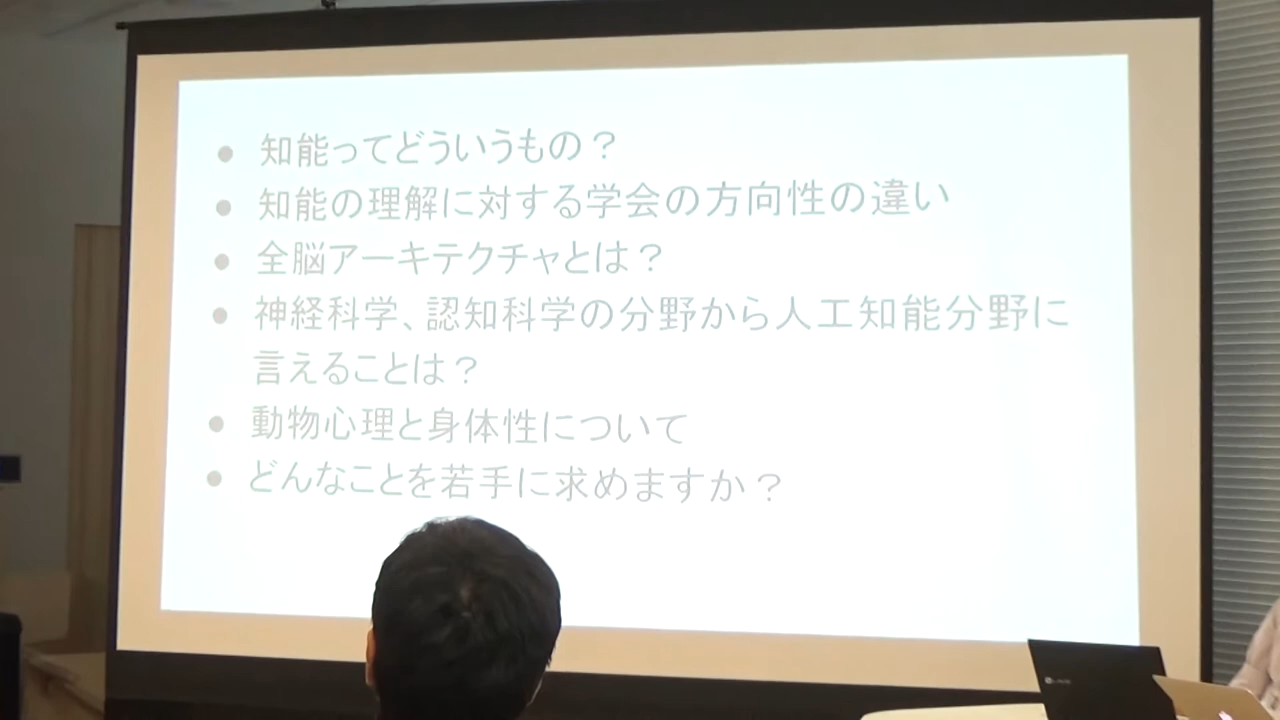 ● 知能ってどういうもの？
● 知能の理解に対する学会の方向性の違い
● 全脳アーキテクチャとは？
● 神経科学、認知科学の分野から人工知能分野に
言えることは？
● 動物心理と身体性について
● どんなことを若手に求めますか？